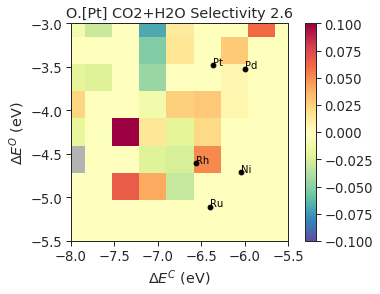 O.[Pt] CO2+H2O Selectivity 2.6
ΔE^O (eV)
-3.0
-3.5
-4.0
-4.5
-5.0
-5.5
Pt
Pd
Rh
Ni
Ru
-8.0 -7.5 -7.0 -6.5 -6.0 -5.5
ΔE^C (eV)
0.100
0.075
0.050
0.025
0.000
-0.025
-0.050
-0.075
-0.100